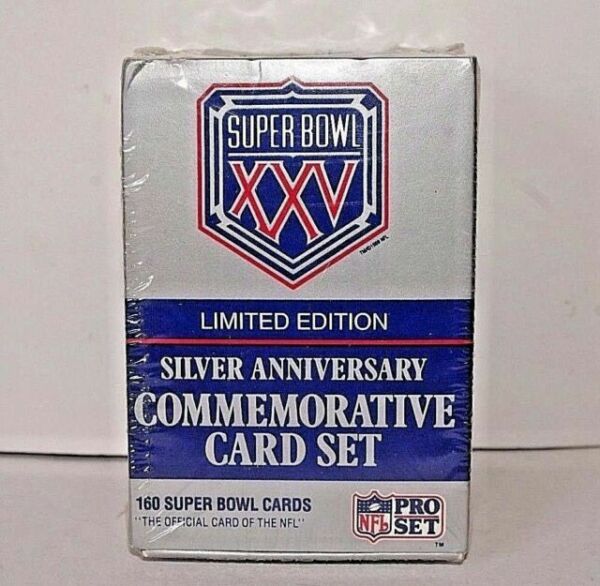 SUPER BOWL
XXV
LIMITED EDITION
SILVER ANNIVERSARY
COMMEMORATIVE
CARD SET
160 SUPER BOWL CARDS
"THE OFFICIAL CARD OF THE NFL"
NFL
PRO
SET
TM